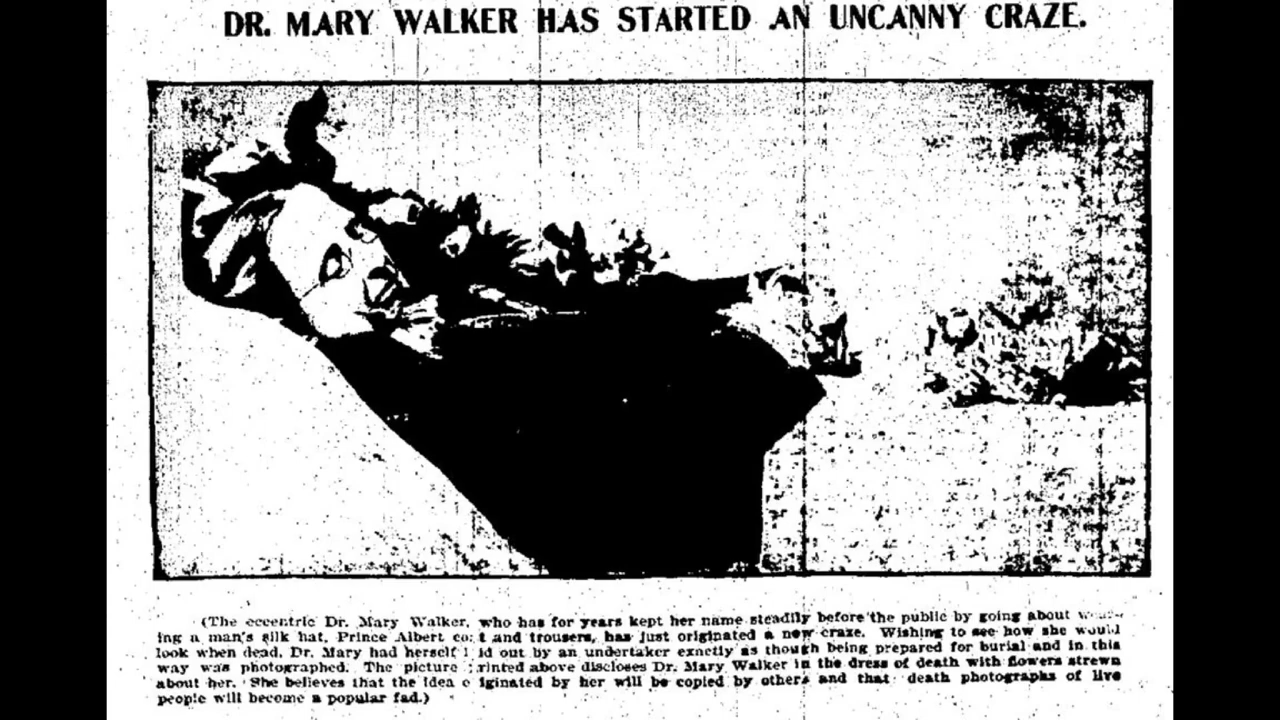 DR. MARY WALKER HAS STARTED AN UNCANNY CRAZE.
(The eccentric Dr. Mary Walker, who has for years kept her name steadily before the public by going about
ing a man's silk hat, Prince Albert co t and trousers, has just originated a new craze. Wishing to see how she would
look when dead, Dr. Mary had herself l id out by an undertaker exactly as though being prepared for burial and in this
way was photographed. The picture rinted above discloses Dr. Mary Walker in the dress of death with flowers strewn
about her. She believes that the idea o iginated by her will be copied by others and that death photographs of live
people will become a popular fad.)